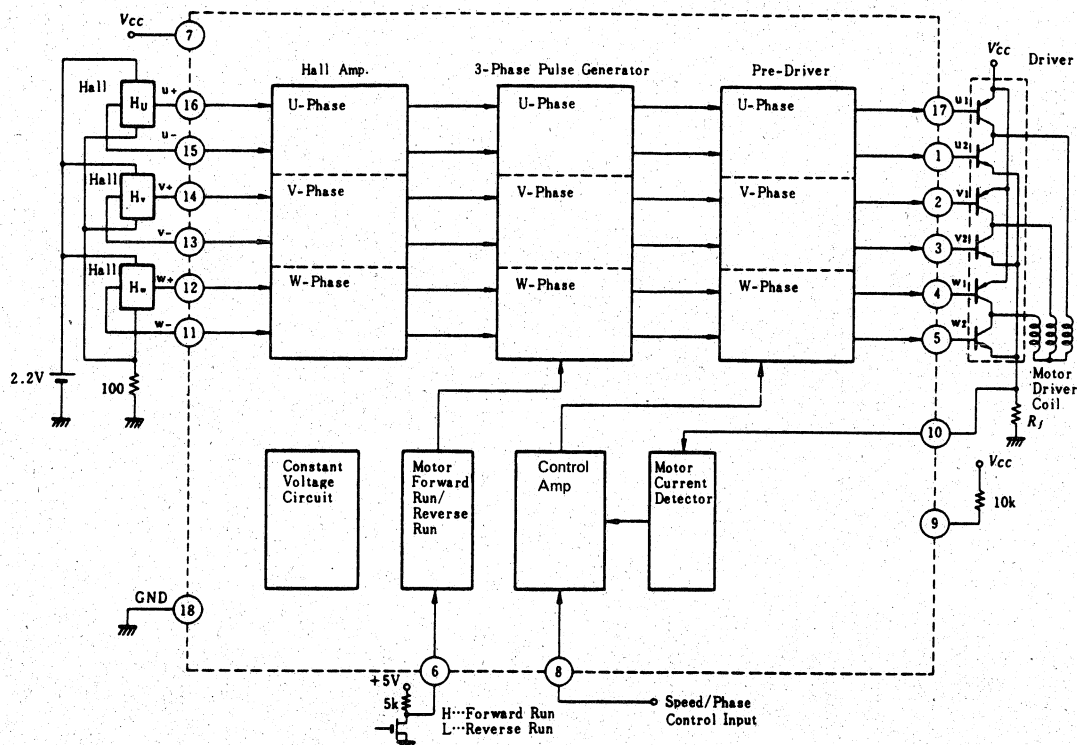 VCC
7
Hall Amp.
3-Phase Pulse Generator
Pre-Driver
VCC
Driver
Hall
HU
u+
16
U-Phase
U-Phase
U-Phase
17
u1
u-
15
1
u2
Hall
Hv
v+
14
V-Phase
V-Phase
V-Phase
2
v1
v-
13
3
v2
Hall
Hw
w+
12
W-Phase
W-Phase
W-Phase
4
w1
w-
11
5
w2
2.2V
100
Motor
Driver
Coil
Rf
10
Constant
Voltage
Circuit
Motor
Forward
Run/
Reverse
Run
Control
Amp
Motor
Current
Detector
VCC
10k
9
GND
18
6
8
+5V
5k
H···Forward Run
L···Reverse Run
Speed/Phase
Control Input